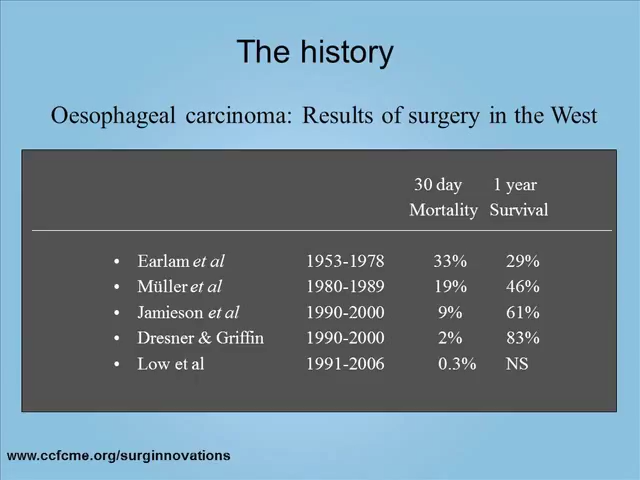 The history
Oesophageal carcinoma: Results of surgery in the West
30 day 1 year
Mortality Survival
• Earlam et al 1953-1978 33% 29%
• Müller et al 1980-1989 19% 46%
• Jamieson et al 1990-2000 9% 61%
• Dresner & Griffin 1990-2000 2% 83%
• Low et al 1991-2006 0.3% NS
www.ccfcme.org/surginnovations